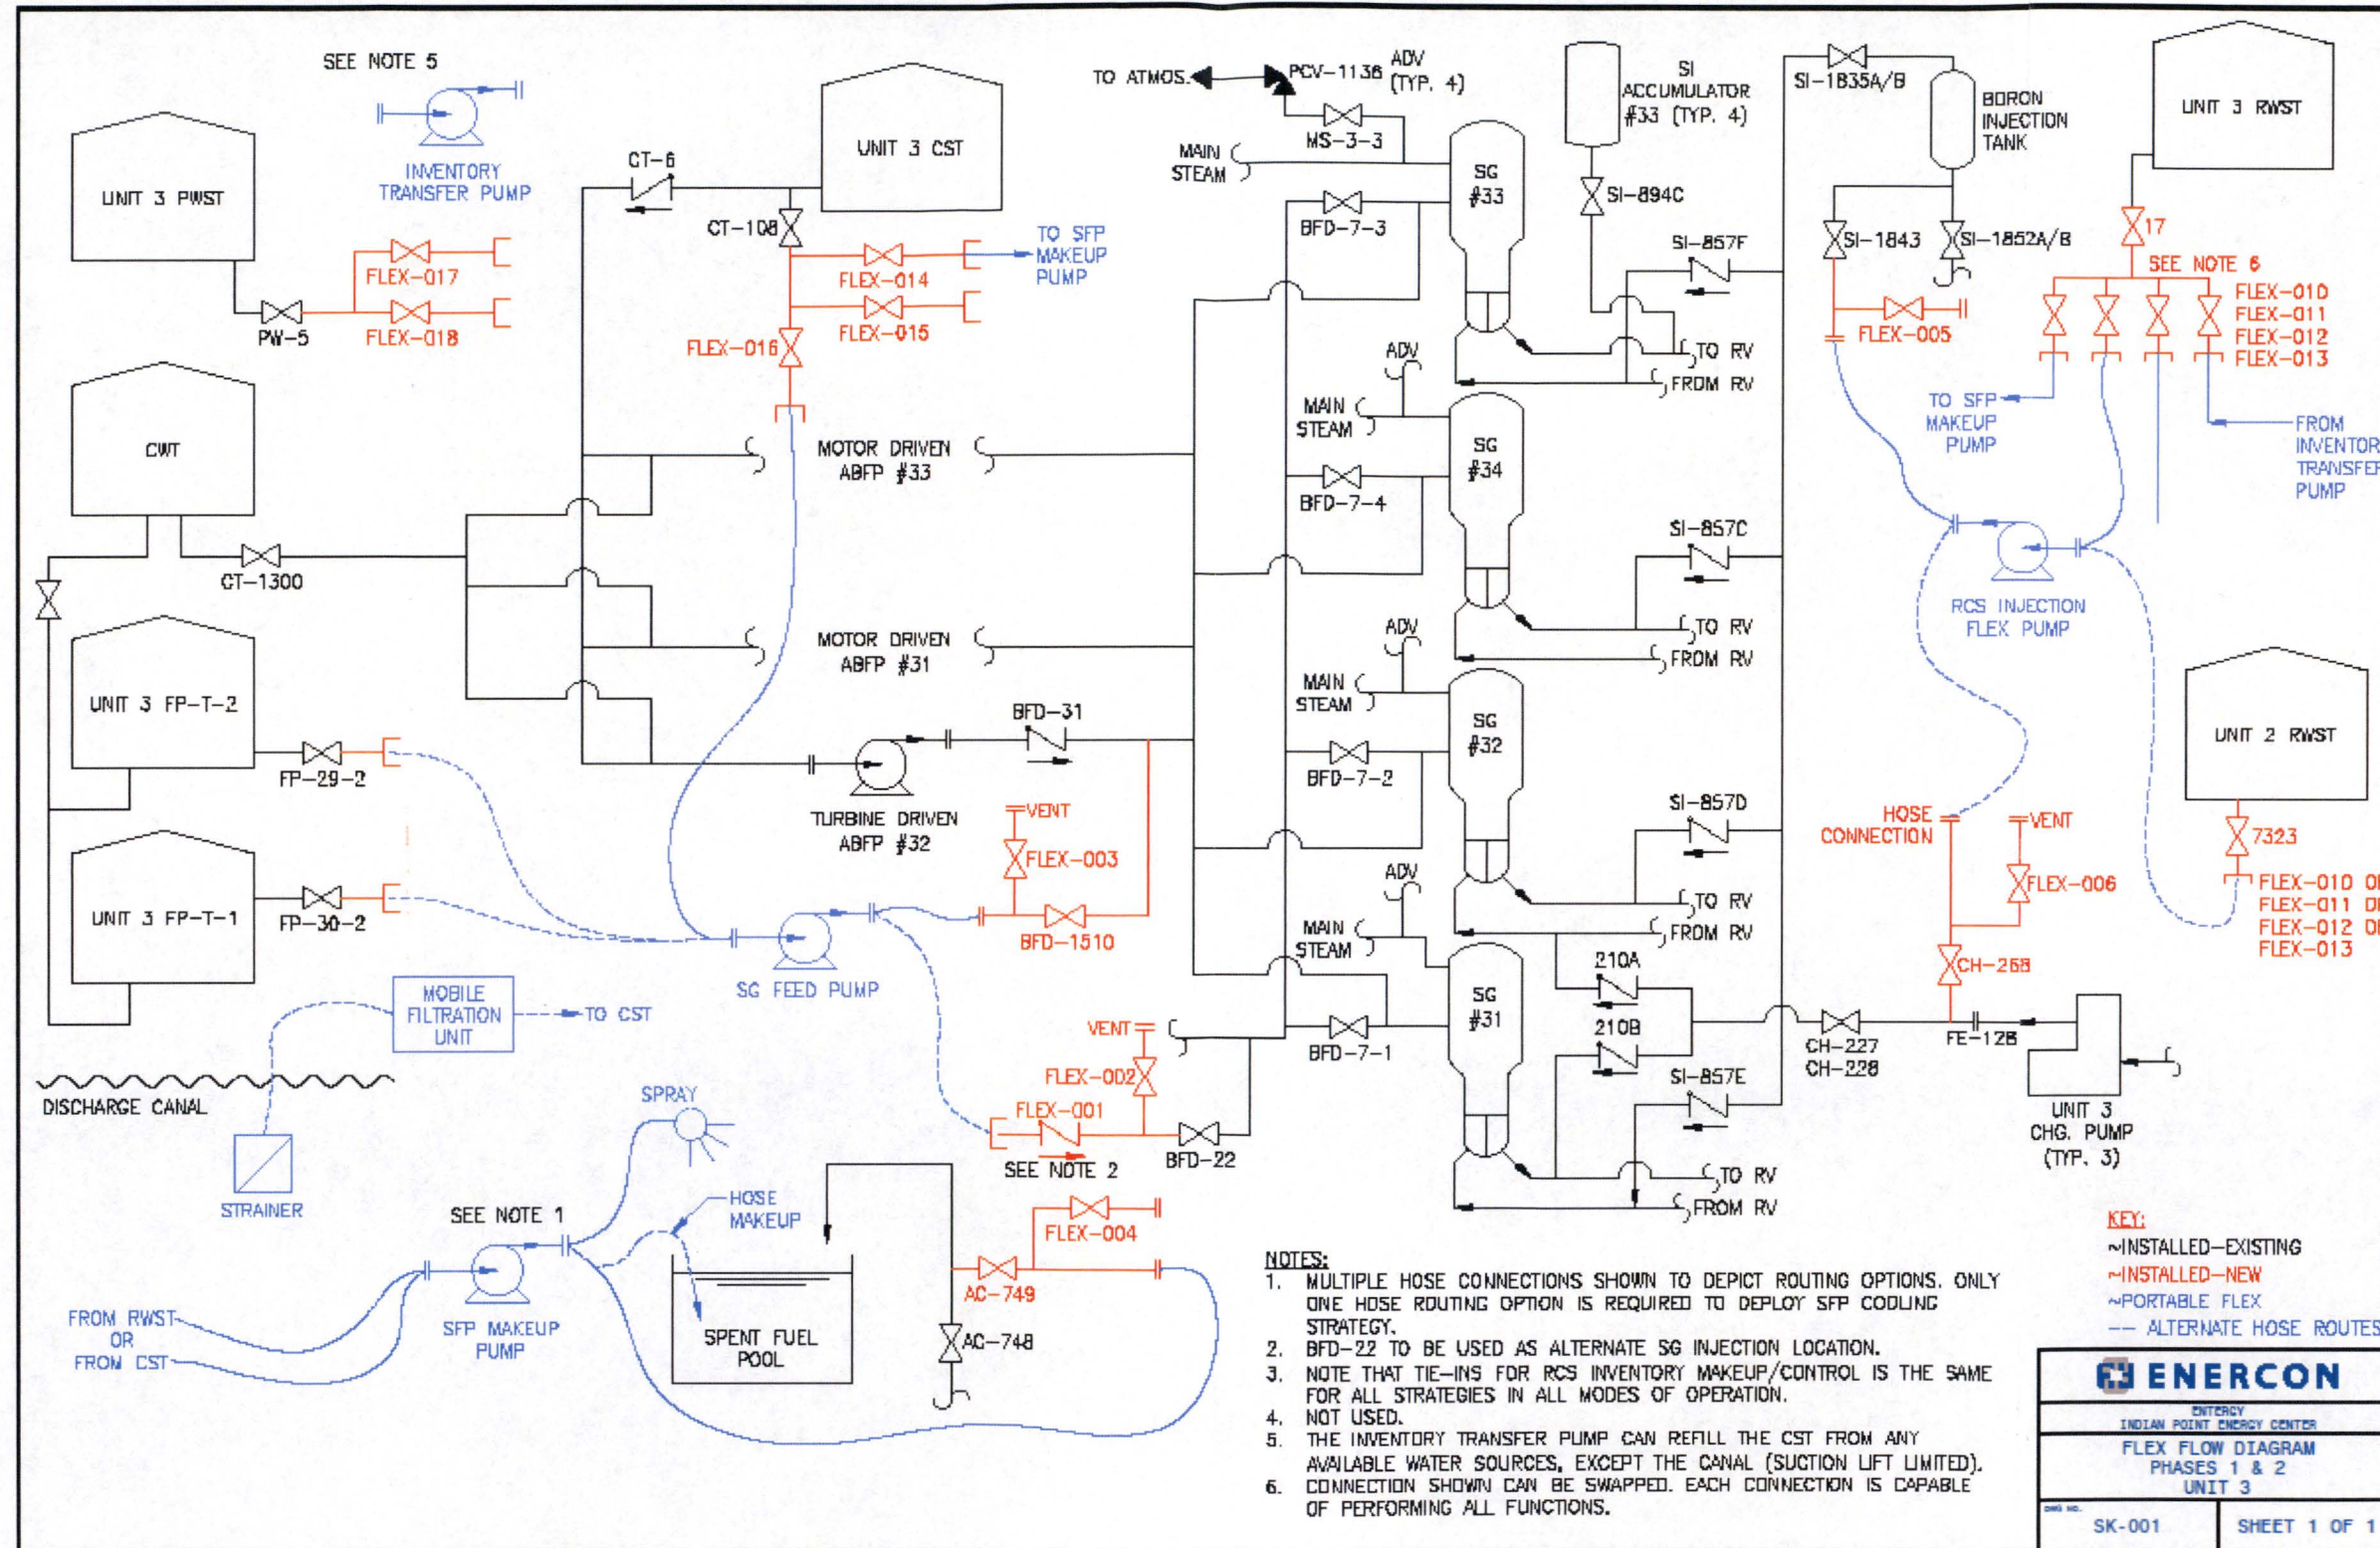 SEE NOTE 5
UNIT 3 PWST
INVENTORY
TRANSFER PUMP
FLEX-017
FLEX-018
PW-5
CT-6
UNIT 3 CST
CT-108
TO SFP
MAKEUP
PUMP
FLEX-014
FLEX-015
FLEX-016
CWT
CT-1300
MOTOR DRIVEN
ABFP #33
MOTOR DRIVEN
ABFP #31
UNIT 3 FP-T-2
FP-29-2
UNIT 3 FP-T-1
FP-30-2
BFD-31
TURBINE DRIVEN
ABFP #32
VENT
FLEX-003
BFD-1510
SG FEED PUMP
MOBILE
FILTRATION
UNIT
TO CST
DISCHARGE CANAL
STRAINER
VENT
FLEX-002
FLEX-001
SEE NOTE 2
BFD-22
SPRAY
HOSE
MAKEUP
SEE NOTE 1
FROM RWST
OR
FROM CST
SFP MAKEUP
PUMP
SPENT FUEL
POOL
FLEX-004
AC-749
AC-748
TO ATMOS.
PCV-1136
ADV
(TYP. 4)
MS-3-3
MAIN
STEAM
SG
#33
BFD-7-3
SI
ACCUMULATOR
#33 (TYP. 4)
SI-894C
SI-857F
TO RV
FROM RV
ADV
MAIN
STEAM
SG
#34
BFD-7-4
SI-857C
TO RV
FROM RV
ADV
MAIN
STEAM
SG
#32
BFD-7-2
SI-857D
TO RV
FROM RV
ADV
MAIN
STEAM
SG
#31
BFD-7-1
210A
210B
SI-857E
TO RV
FROM RV
SI-1835A/B
BORON
INJECTION
TANK
SI-1843
SI-1852A/B
FLEX-005
UNIT 3 RWST
17
SEE NOTE 6
FLEX-010
FLEX-011
FLEX-012
FLEX-013
TO SFP
MAKEUP
PUMP
FROM
INVENTOR
TRANSFER
PUMP
RCS INJECTION
FLEX PUMP
UNIT 2 RWST
7323
FLEX-010 O
FLEX-011 O
FLEX-012 O
FLEX-013
HOSE
CONNECTION
VENT
FLEX-006
CH-268
CH-227
CH-228
FE-128
UNIT 3
CHG. PUMP
(TYP. 3)
KEY:
~INSTALLED-EXISTING
~INSTALLED-NEW
~PORTABLE FLEX
-- ALTERNATE HOSE ROUTES
NOTES:
1. MULTIPLE HOSE CONNECTIONS SHOWN TO DEPICT ROUTING OPTIONS. ONLY
ONE HOSE ROUTING OPTION IS REQUIRED TO DEPLOY SFP COOLING
STRATEGY.
2. BFD-22 TO BE USED AS ALTERNATE SG INJECTION LOCATION.
3. NOTE THAT TIE-INS FOR RCS INVENTORY MAKEUP/CONTROL IS THE SAME
FOR ALL STRATEGIES IN ALL MODES OF OPERATION.
4. NOT USED.
5. THE INVENTORY TRANSFER PUMP CAN REFILL THE CST FROM ANY
AVAILABLE WATER SOURCES, EXCEPT THE CANAL (SUCTION LIFT LIMITED).
6. CONNECTION SHOWN CAN BE SWAPPED. EACH CONNECTION IS CAPABLE
OF PERFORMING ALL FUNCTIONS.
ENERCON
ENTERGY
INDIAN POINT ENERGY CENTER
FLEX FLOW DIAGRAM
PHASES 1 & 2
UNIT 3
DWG NO.
SK-001
SHEET 1 OF 1